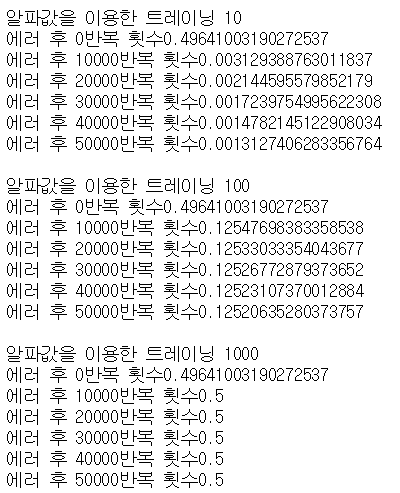 알파값을 이용한 트레이닝 10
에러 후 0반복 횟수0.49641003190272537
에러 후 10000반복 횟수0.003129388763011837
에러 후 20000반복 횟수0.002144595579852179
에러 후 30000반복 횟수0.0017239754995622308
에러 후 40000반복 횟수0.0014782145122908034
에러 후 50000반복 횟수0.0013127406283356764
알파값을 이용한 트레이닝 100
에러 후 0반복 횟수0.49641003190272537
에러 후 10000반복 횟수0.12547698383358538
에러 후 20000반복 횟수0.12533033354043677
에러 후 30000반복 횟수0.12526772879373652
에러 후 40000반복 횟수0.12523107370012884
에러 후 50000반복 횟수0.12520635280373757
알파값을 이용한 트레이닝 1000
에러 후 0반복 횟수0.49641003190272537
에러 후 10000반복 횟수0.5
에러 후 20000반복 횟수0.5
에러 후 30000반복 횟수0.5
에러 후 40000반복 횟수0.5
에러 후 50000반복 횟수0.5